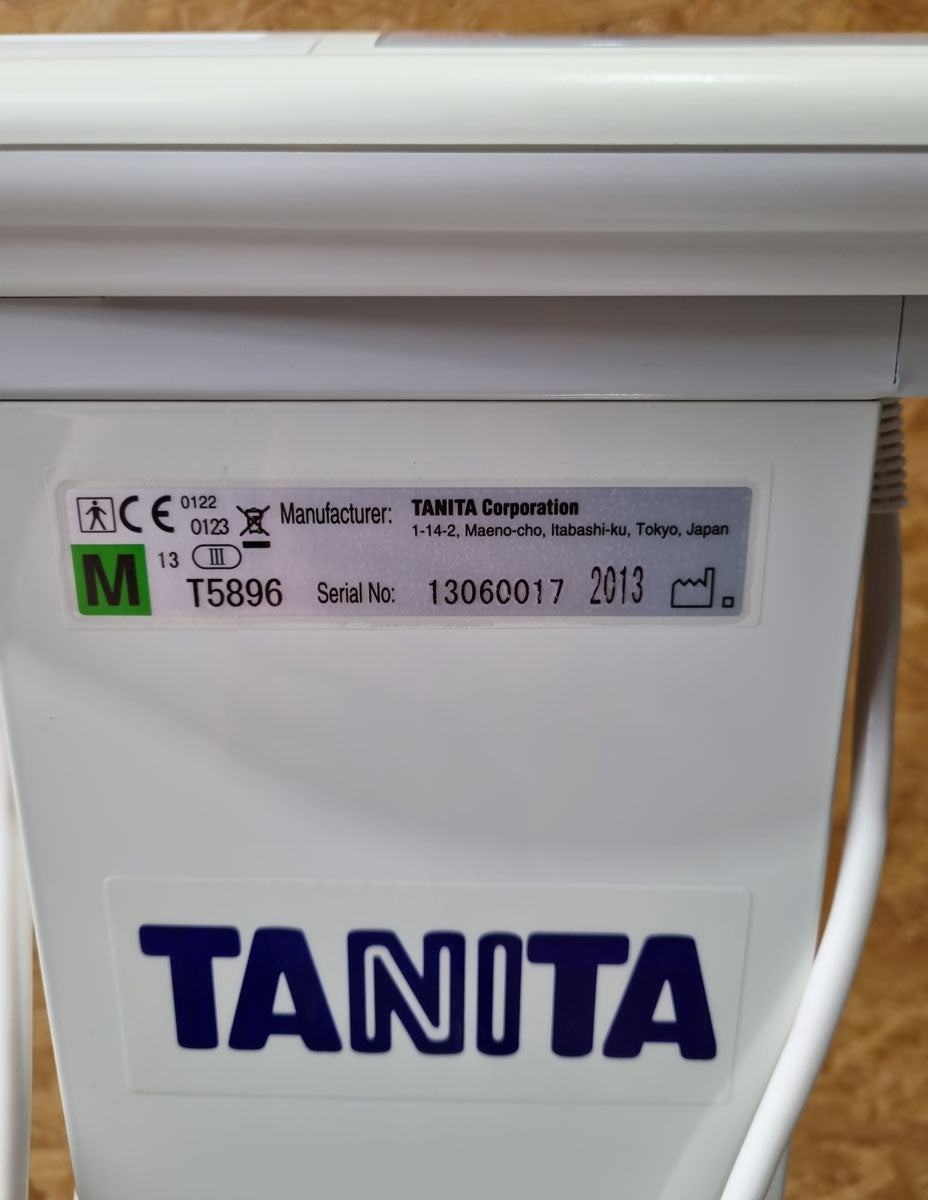 CE 0122
0123
Manufacturer: TANITA Corporation
1-14-2, Maeno-cho, Itabashi-ku, Tokyo, Japan
M 13 III
T5896 Serial No: 13060017 2013
TANITA